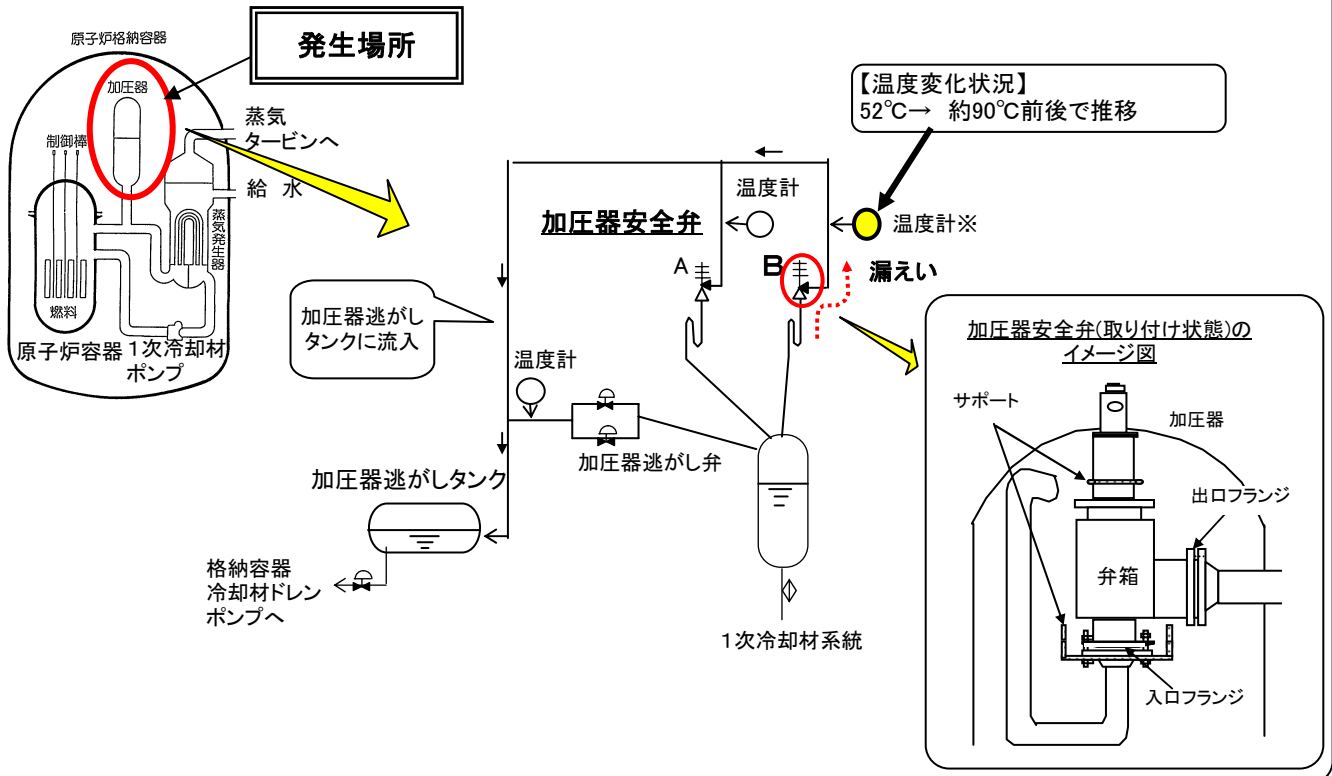 発生場所
原子炉格納容器
加圧器
制御棒
蒸気
タービンへ
給 水
蒸気発生器
燃料
原子炉容器
1次冷却材
ポンプ
【温度変化状況】
52℃→ 約90℃前後で推移
温度計
温度計※
加圧器安全弁
A
B
漏えい
加圧器逃がし
タンクに流入
温度計
加圧器逃がし弁
加圧器逃がしタンク
格納容器
冷却材ドレン
ポンプへ
1次冷却材系統
加圧器安全弁(取り付け状態)の
イメージ図
サポート
加圧器
出口フランジ
弁箱
入口フランジ